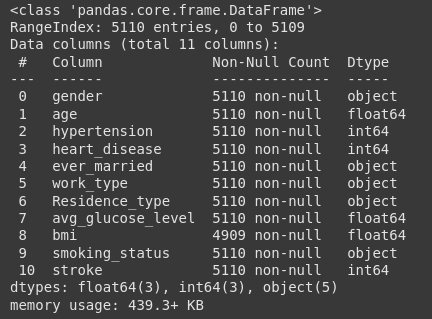 <class 'pandas.core.frame.DataFrame'>
RangeIndex: 5110 entries, 0 to 5109
Data columns (total 11 columns):
 #   Column             Non-Null Count  Dtype
---  ------             --------------  -----
 0   gender             5110 non-null   object
 1   age                5110 non-null   float64
 2   hypertension       5110 non-null   int64
 3   heart_disease      5110 non-null   int64
 4   ever_married       5110 non-null   object
 5   work_type          5110 non-null   object
 6   Residence_type     5110 non-null   object
 7   avg_glucose_level  5110 non-null   float64
 8   bmi                4909 non-null   float64
 9   smoking_status     5110 non-null   object
 10  stroke             5110 non-null   int64
dtypes: float64(3), int64(3), object(5)
memory usage: 439.3+ KB